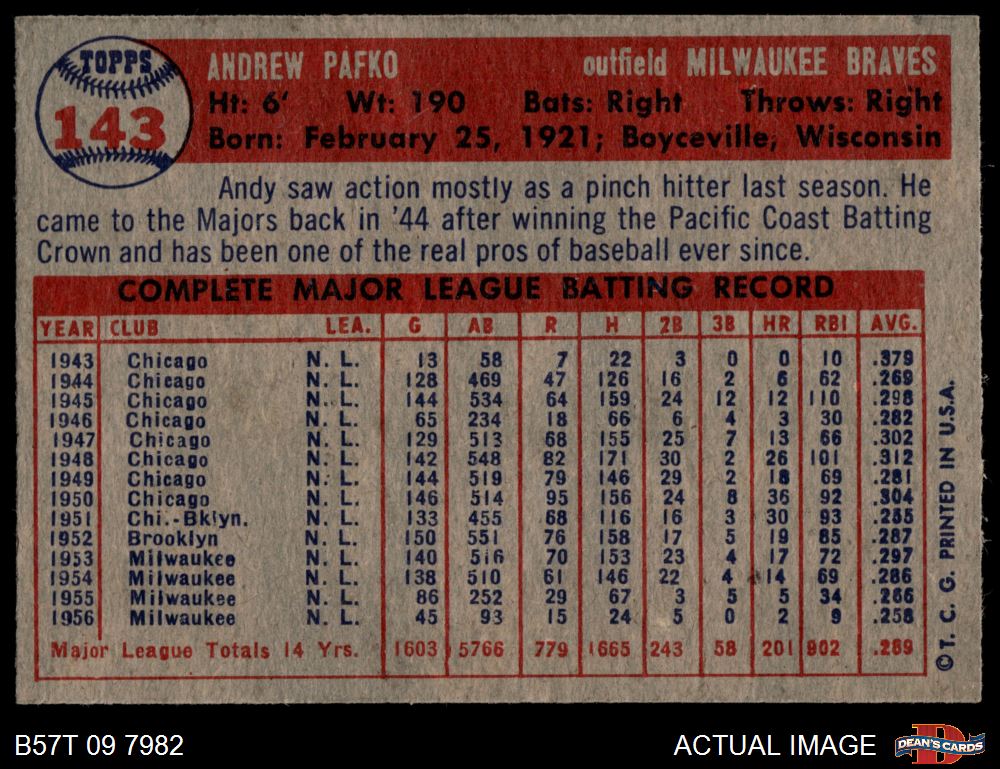 TOPPS
143
ANDREW PAFKO outfield MILWAUKEE BRAVES
Ht: 6' Wt: 190 Bats: Right Throws: Right
Born: February 25, 1921; Boyceville, Wisconsin
Andy saw action mostly as a pinch hitter last season. He
came to the Majors back in '44 after winning the Pacific Coast Batting
Crown and has been one of the real pros of baseball ever since.
COMPLETE MAJOR LEAGUE BATTING RECORD
YEAR CLUB LEA. G AB R H 2B 3B HR RBI AVG.
1943 Chicago N. L. 13 58 7 22 3 0 0 10 .379
1944 Chicago N. L. 128 469 47 126 16 2 6 62 .269
1945 Chicago N. L. 144 534 64 159 24 12 12 110 .298
1946 Chicago N. L. 65 234 18 66 6 4 3 30 .282
1947 Chicago N. L. 129 513 68 155 25 7 13 66 .302
1948 Chicago N. L. 142 548 82 171 30 2 26 101 .312
1949 Chicago N. L. 144 519 79 146 29 2 18 69 .281
1950 Chicago N. L. 146 514 95 156 24 8 36 92 .304
1951 Chi.-Bklyn. N. L. 133 455 68 116 16 3 30 93 .255
1952 Brooklyn N. L. 150 551 76 158 17 5 19 85 .287
1953 Milwaukee N. L. 140 516 70 153 23 4 17 72 .297
1954 Milwaukee N. L. 138 510 61 146 22 4 14 69 .286
1955 Milwaukee N. L. 86 252 29 67 3 5 5 34 .266
1956 Milwaukee N. L. 45 93 15 24 5 0 2 9 .258
Major League Totals 14 Yrs. 1603 5766 779 1665 243 58 201 902 .289
© T. C. G. PRINTED IN U.S.A.
B57T 09 7982 ACTUAL IMAGE DEAN'S CARDS